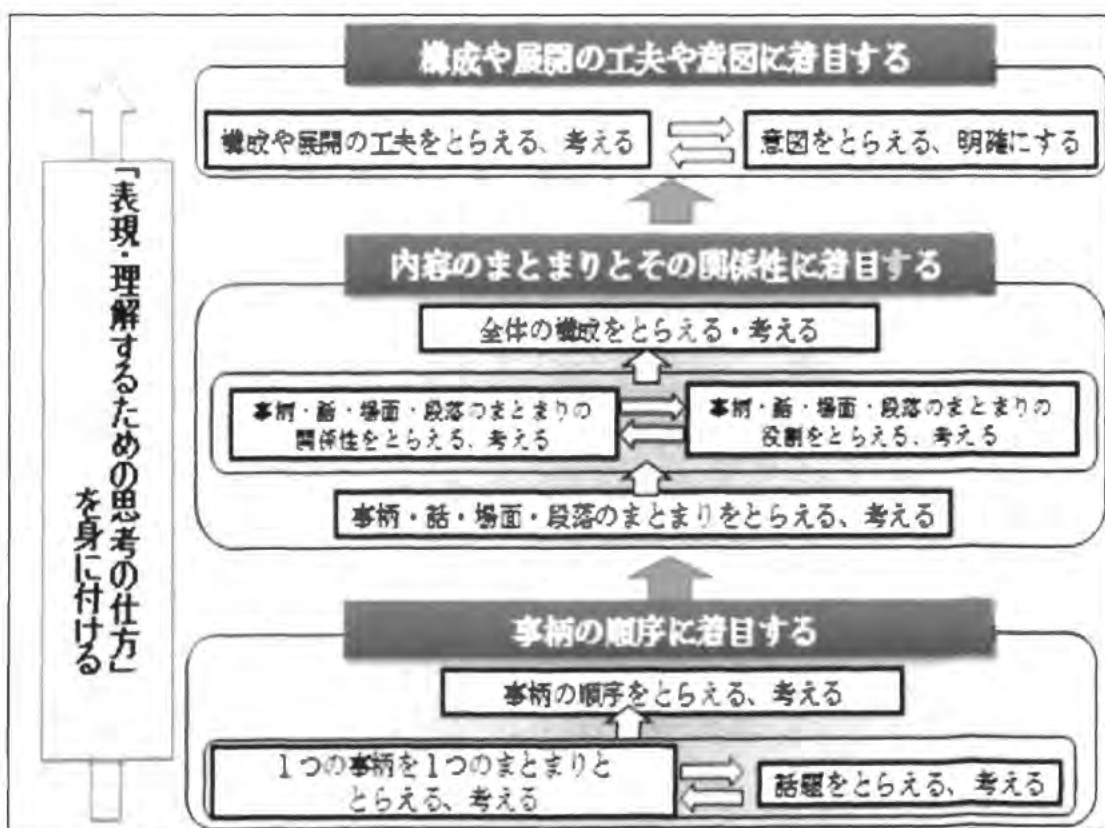 構成や展開の工夫や意図に着目する
構成や展開の工夫をとらえる、考える
意図をとらえる、明確にする
内容のまとまりとその関係性に着目する
全体の構成をとらえる・考える
事柄・話・場面・段落のまとまりの
関係性をとらえる、考える
事柄・話・場面・段落のまとまりの
役割をとらえる、考える
事柄・話・場面・段落のまとまりをとらえる、考える
事柄の順序に着目する
事柄の順序をとらえる、考える
1つの事柄を1つのまとまりと
とらえる、考える
話題をとらえる、考える
「表現・理解するための思考の仕方」
を身に付ける